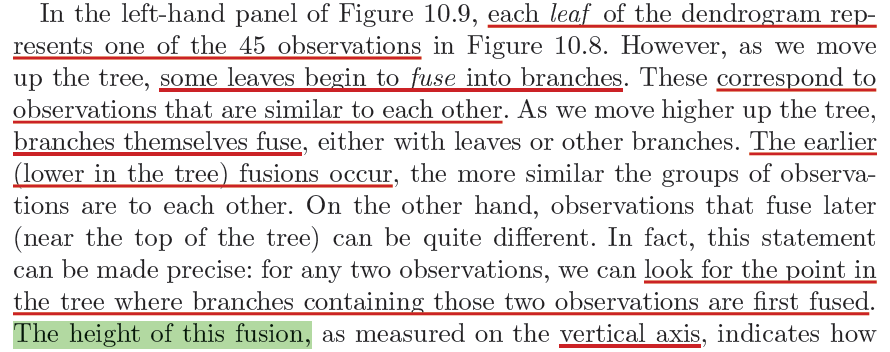 In the left-hand panel of Figure 10.9, each leaf of the dendrogram rep-
resents one of the 45 observations in Figure 10.8. However, as we move
up the tree, some leaves begin to fuse into branches. These correspond to
observations that are similar to each other. As we move higher up the tree,
branches themselves fuse, either with leaves or other branches. The earlier
(lower in the tree) fusions occur, the more similar the groups of observa-
tions are to each other. On the other hand, observations that fuse later
(near the top of the tree) can be quite different. In fact, this statement
can be made precise: for any two observations, we can look for the point in
the tree where branches containing those two observations are first fused.
The height of this fusion, as measured on the vertical axis, indicates how